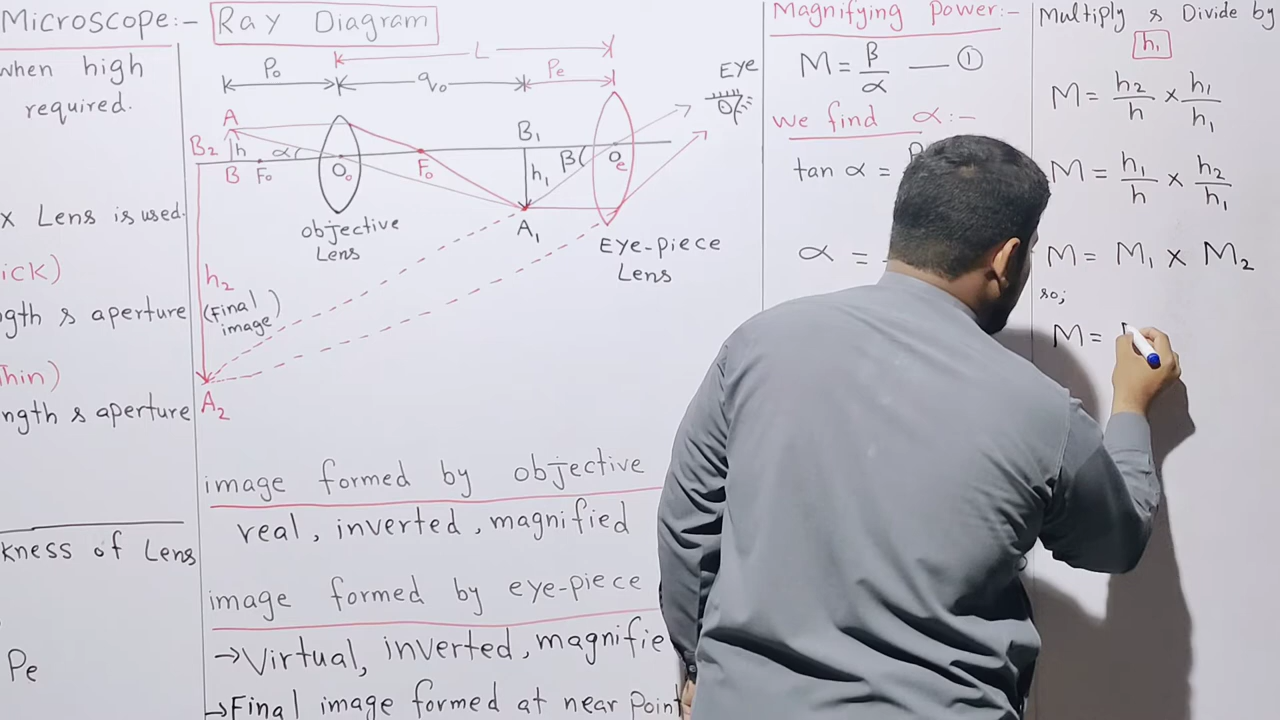 Microscope:-
when high
required.
Lens is used.
ngth & aperture
Thin)
ngth & aperture
kness of Lens
Pe
Ray Diagram
L
Po
qo
Pe
Eye
A
B2
h
α
B
Fo
Oo
Fo
B1
h1
β
Oe
A1
objective
Lens
Eye-piece
Lens
h2
(Final
image)
A2
image formed by objective
real, inverted, magnified
image formed by eye-piece
→Virtual, inverted, magnifie
→Final image formed at near Point
Magnifying Power:-
M = β/α — ①
we find α:-
tan α =
α =
Multiply & Divide by
h1
M = h2/h × h1/h1
M = h1/h × h2/h1
M = M1 × M2
so;
M =